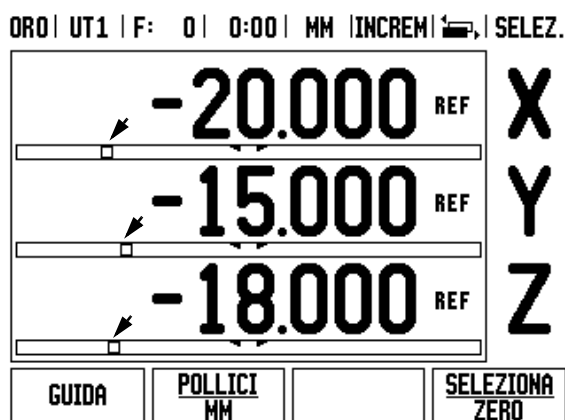 ORO| UT1 | F: 0| 0:00| MM |INCREM| | SELEZ.
-20.000 REF X
-15.000 REF Y
-18.000 REF Z
GUIDA POLLICI SELEZIONA
MM ZERO